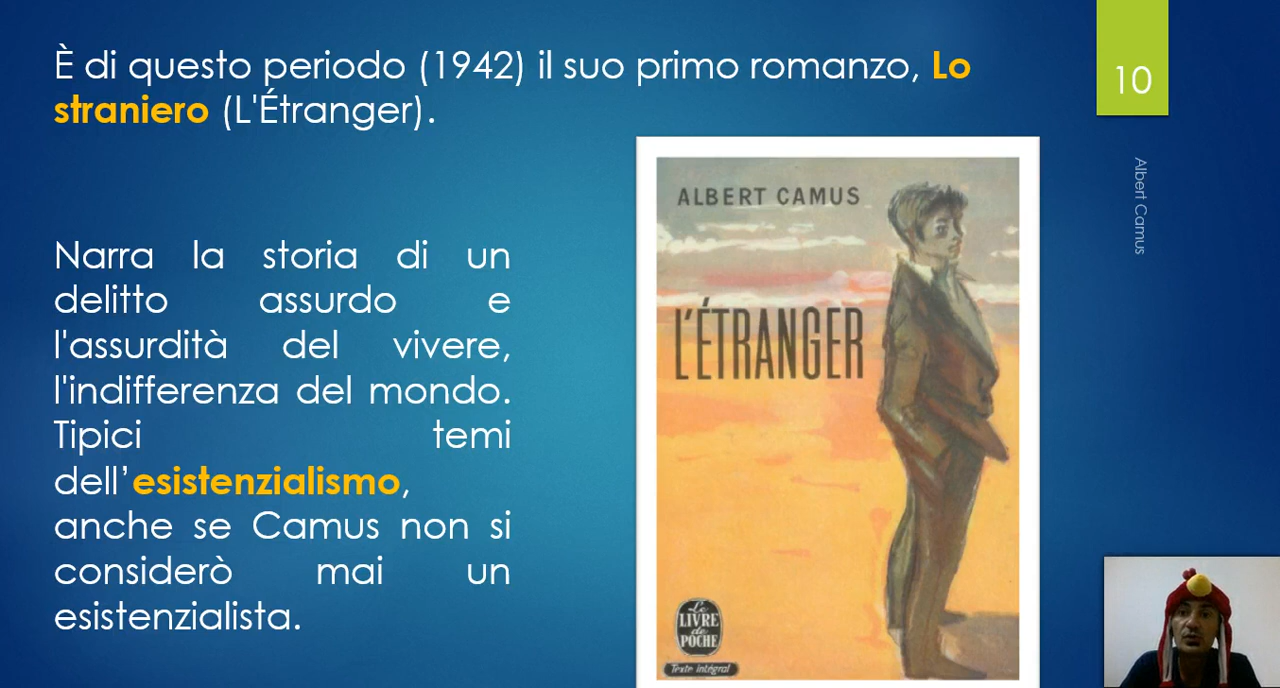 È di questo periodo (1942) il suo primo romanzo, Lo
straniero (L'Étranger).
10
Albert Camus
Narra la storia di un
delitto assurdo e
l'assurdità del vivere,
l'indifferenza del mondo.
Tipici temi
dell’esistenzialismo,
anche se Camus non si
considerò mai un
esistenzialista.
ALBERT CAMUS
L'ÉTRANGER
Le
LIVRE
de
POCHE
Texte intégral